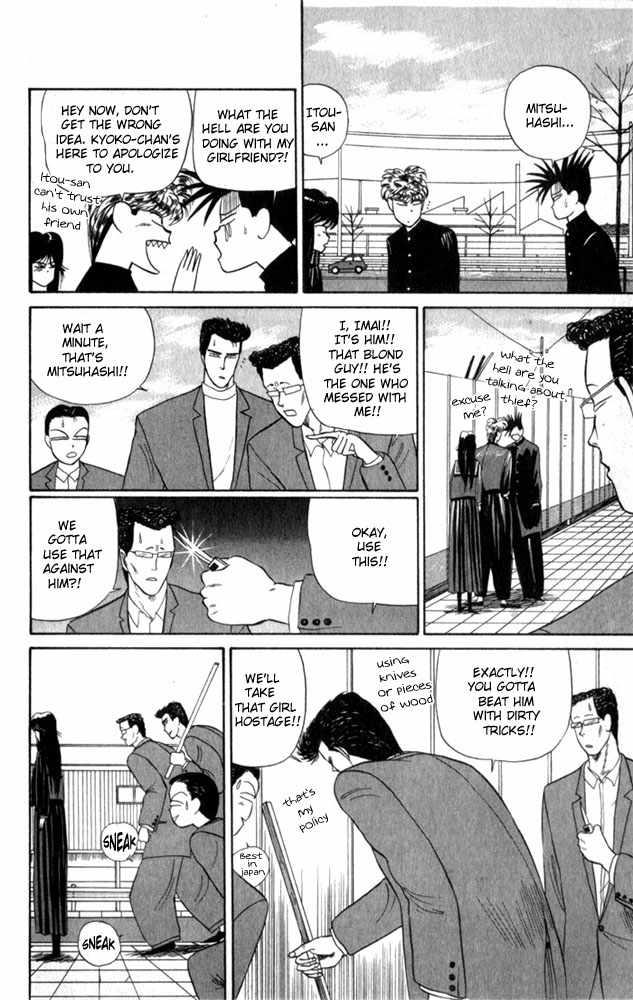 MITSU-
HASHI...
ITOU-
SAN
...
WHAT
THE HELL
ARE YOU
DOING WITH MY
GIRLFRIEND?!
HEY NOW, DON'T
GET THE WRONG
IDEA. KYOKO-CHAN'S
HERE TO APOLOGIZE
TO YOU.
Itou-san
can't trust
his own
friend
what the
hell are you
talking about,
thief?
excuse
me?
I, IMAI!!
IT'S HIM!!
THAT BLOND
GUY!! HE'S
THE ONE WHO
MESSED WITH
ME!!
WAIT A
MINUTE,
THAT'S
MITSUHASHI!!
OKAY,
USE
THIS!!
WE
GOTTA
USE THAT
AGAINST
HIM?!
EXACTLY!!
YOU GOTTA
BEAT HIM
WITH DIRTY
TRICKS!!
using
knives
or pieces
of wood
that's
my
policy
WE'LL
TAKE
THAT GIRL
HOSTAGE!!
Best
in
japan
SNEAK
SNEAK